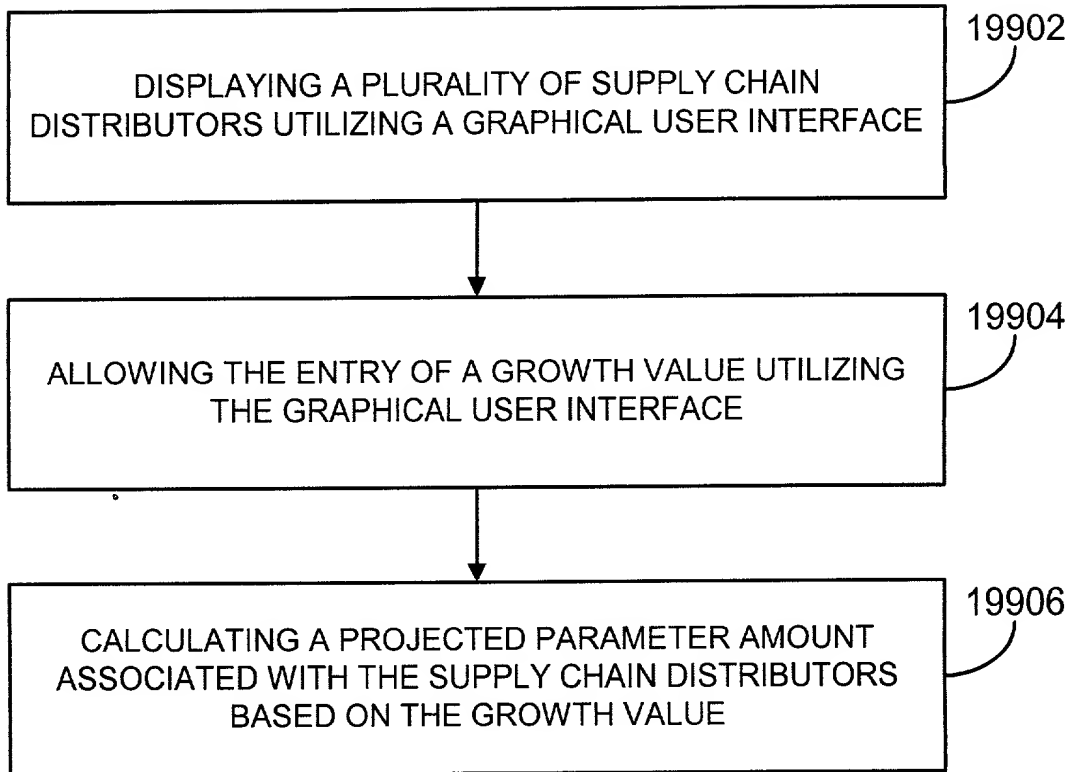 19902
DISPLAYING A PLURALITY OF SUPPLY CHAIN
DISTRIBUTORS UTILIZING A GRAPHICAL USER INTERFACE
19904
ALLOWING THE ENTRY OF A GROWTH VALUE UTILIZING
THE GRAPHICAL USER INTERFACE
19906
CALCULATING A PROJECTED PARAMETER AMOUNT
ASSOCIATED WITH THE SUPPLY CHAIN DISTRIBUTORS
BASED ON THE GROWTH VALUE